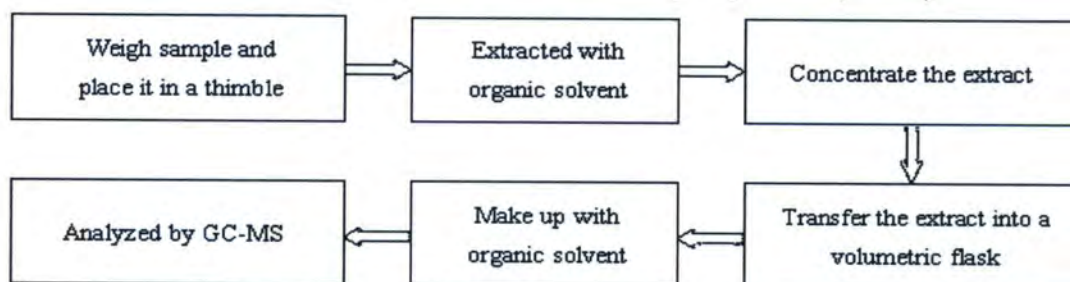 Weigh sample and
place it in a thimble
Extracted with
organic solvent
Concentrate the extract
Transfer the extract into a
volumetric flask
Make up with
organic solvent
Analyzed by GC-MS